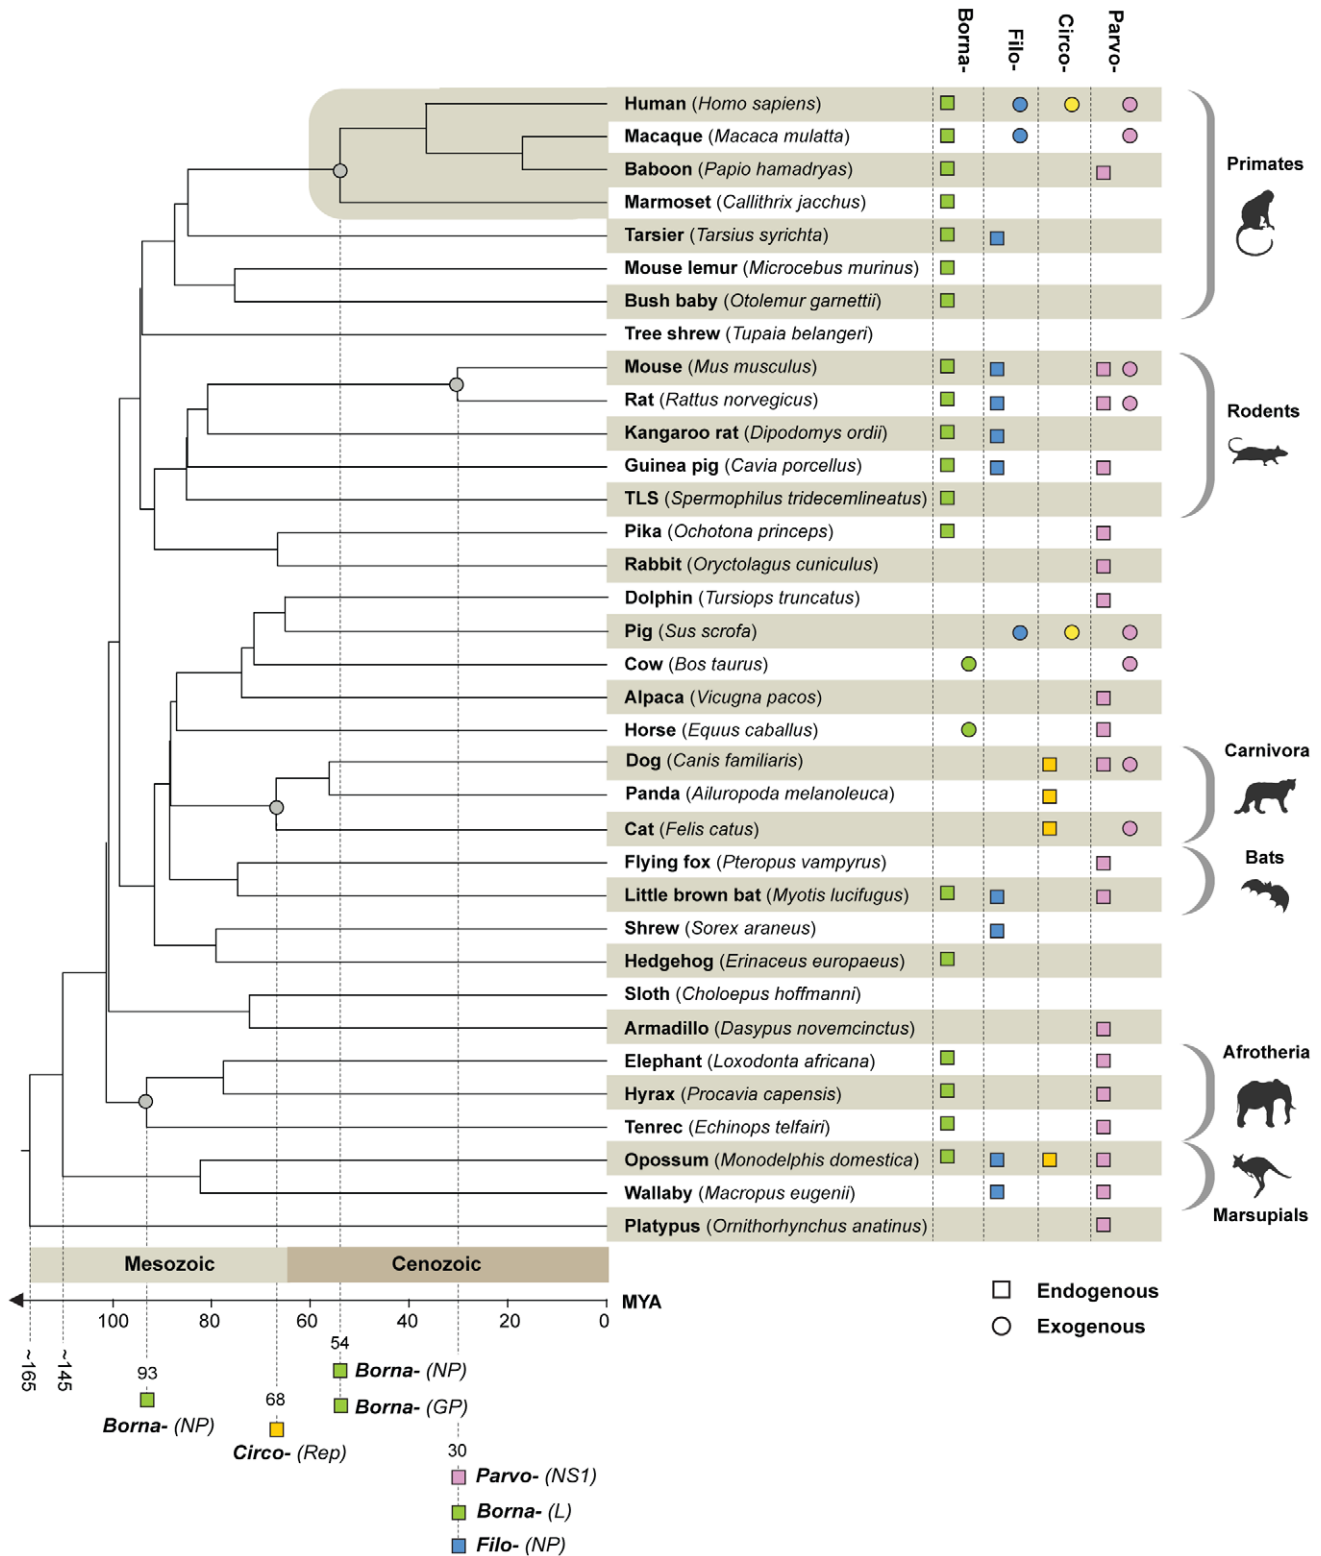 Borna-
Filo-
Circo-
Parvo-
Human (Homo sapiens)
Macaque (Macaca mulatta)
Baboon (Papio hamadryas)
Marmoset (Callithrix jacchus)
Tarsier (Tarsius syrichta)
Mouse lemur (Microcebus murinus)
Bush baby (Otolemur garnettii)
Primates
Tree shrew (Tupaia belangeri)
Mouse (Mus musculus)
Rat (Rattus norvegicus)
Kangaroo rat (Dipodomys ordii)
Guinea pig (Cavia porcellus)
TLS (Spermophilus tridecemlineatus)
Rodents
Pika (Ochotona princeps)
Rabbit (Oryctolagus cuniculus)
Dolphin (Tursiops truncatus)
Pig (Sus scrofa)
Cow (Bos taurus)
Alpaca (Vicugna pacos)
Horse (Equus caballus)
Dog (Canis familiaris)
Panda (Ailuropoda melanoleuca)
Cat (Felis catus)
Carnivora
Flying fox (Pteropus vampyrus)
Little brown bat (Myotis lucifugus)
Bats
Shrew (Sorex araneus)
Hedgehog (Erinaceus europaeus)
Sloth (Choloepus hoffmanni)
Armadillo (Dasypus novemcinctus)
Elephant (Loxodonta africana)
Hyrax (Procavia capensis)
Tenrec (Echinops telfairi)
Afrotheria
Opossum (Monodelphis domestica)
Wallaby (Macropus eugenii)
Marsupials
Platypus (Ornithorhynchus anatinus)
Mesozoic
Cenozoic
MYA
100
80
60
40
20
0
Endogenous
Exogenous
~165
~145
93
Borna- (NP)
68
Circo- (Rep)
54
Borna- (NP)
Borna- (GP)
30
Parvo- (NS1)
Borna- (L)
Filo- (NP)